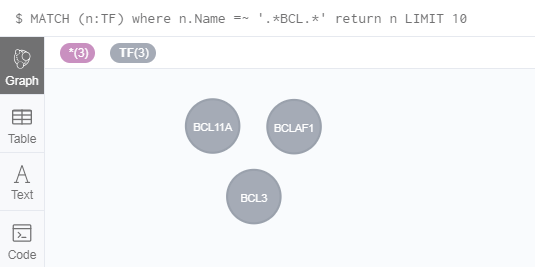 $ MATCH (n:TF) where n.Name =~ '.*BCL.*' return n LIMIT 10
*(3) TF(3)
Graph
Table
Text
Code
BCL11A BCLAF1
BCL3